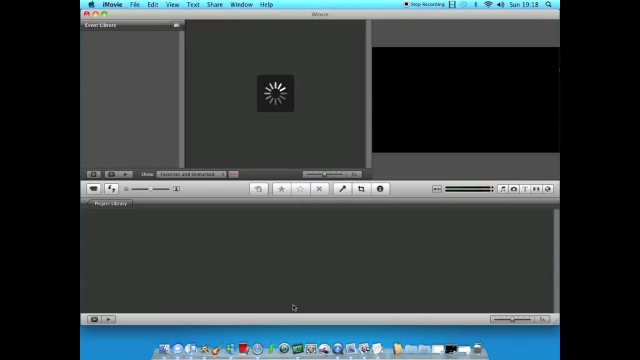 iMovie File Edit View Text Share Window Help Stop Recording Sun 19:18
iMovie
Event Library
Show: Favorites and Unmarked
Project Library